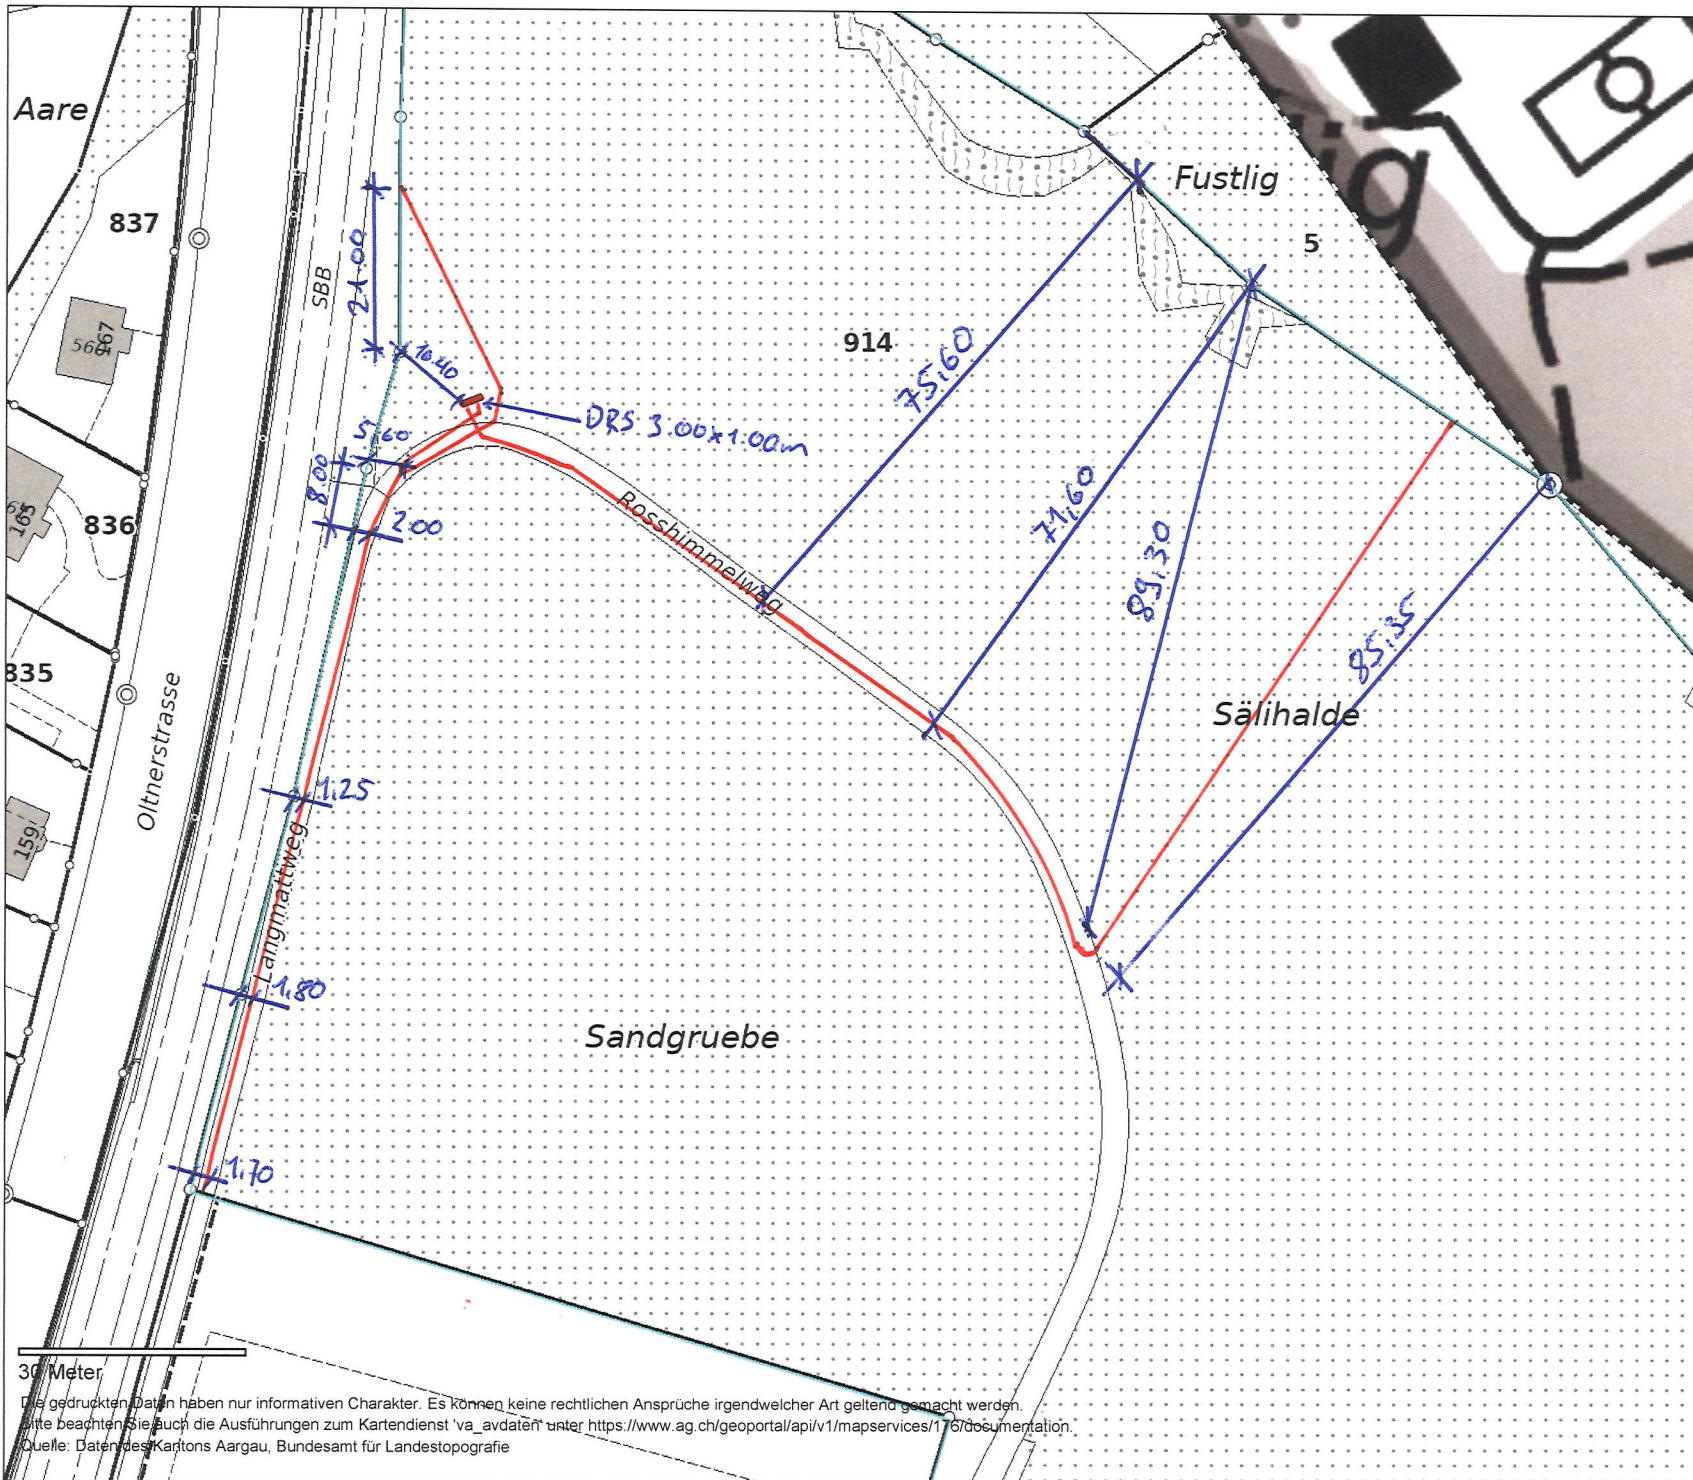 Aare
837
SBB
21.00
567
10.40
DRS 3.00x1.00m
5.60
8.00
2.00
836
165
835
Oltnerstrasse
159
Langmattweg
1.25
1.80
1.70
914
Fustlig
5
ig
75.60
71.60
89.30
85.35
Rosshimmelweg
Sälihalde
Sandgruebe
30 Meter
Die gedruckten Daten haben nur informativen Charakter. Es können keine rechtlichen Ansprüche irgendwelcher Art geltend gemacht werden.
Bitte beachten Sie auch die Ausführungen zum Kartendienst 'va_avdaten' unter https://www.ag.ch/geoportal/api/v1/mapservices/176/documentation.
Quelle: Daten des Kantons Aargau, Bundesamt für Landestopografie